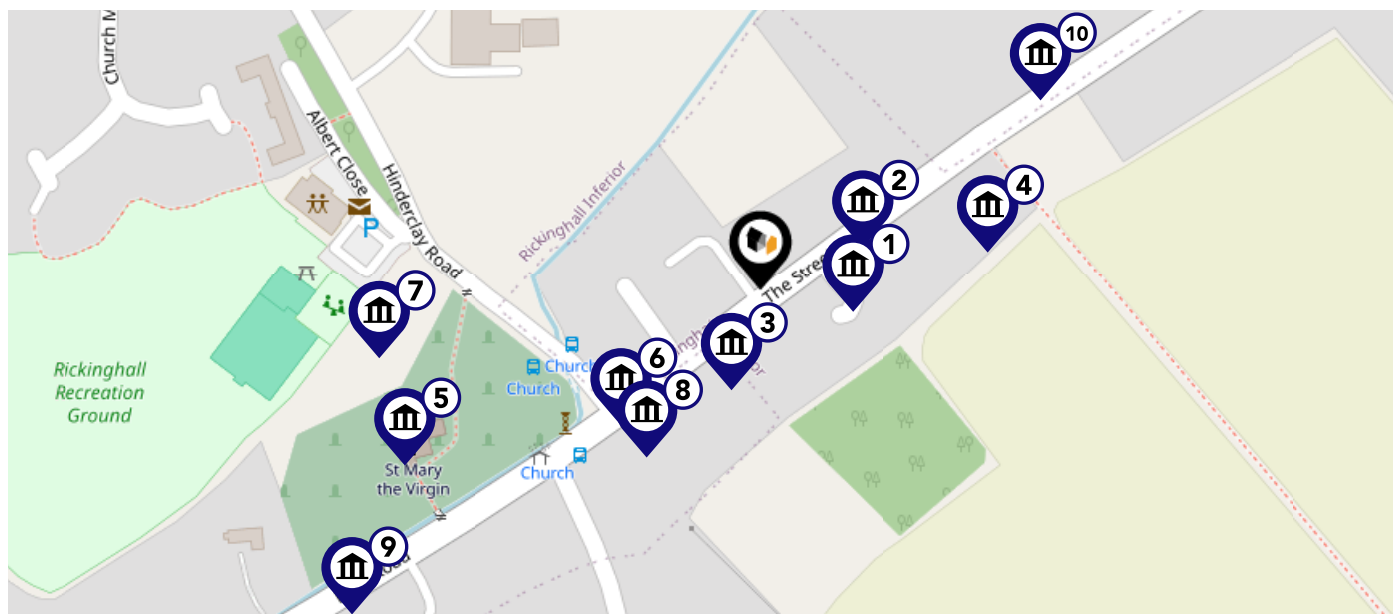 Church M
10
Albert Close
Hinderclay Road
P
Rickinghall Inferior
2
4
The Stree
1
7
3
Rickinghall
Recreation
Ground
6
Church
Church
8
5
St Mary
the Virgin
Church
9